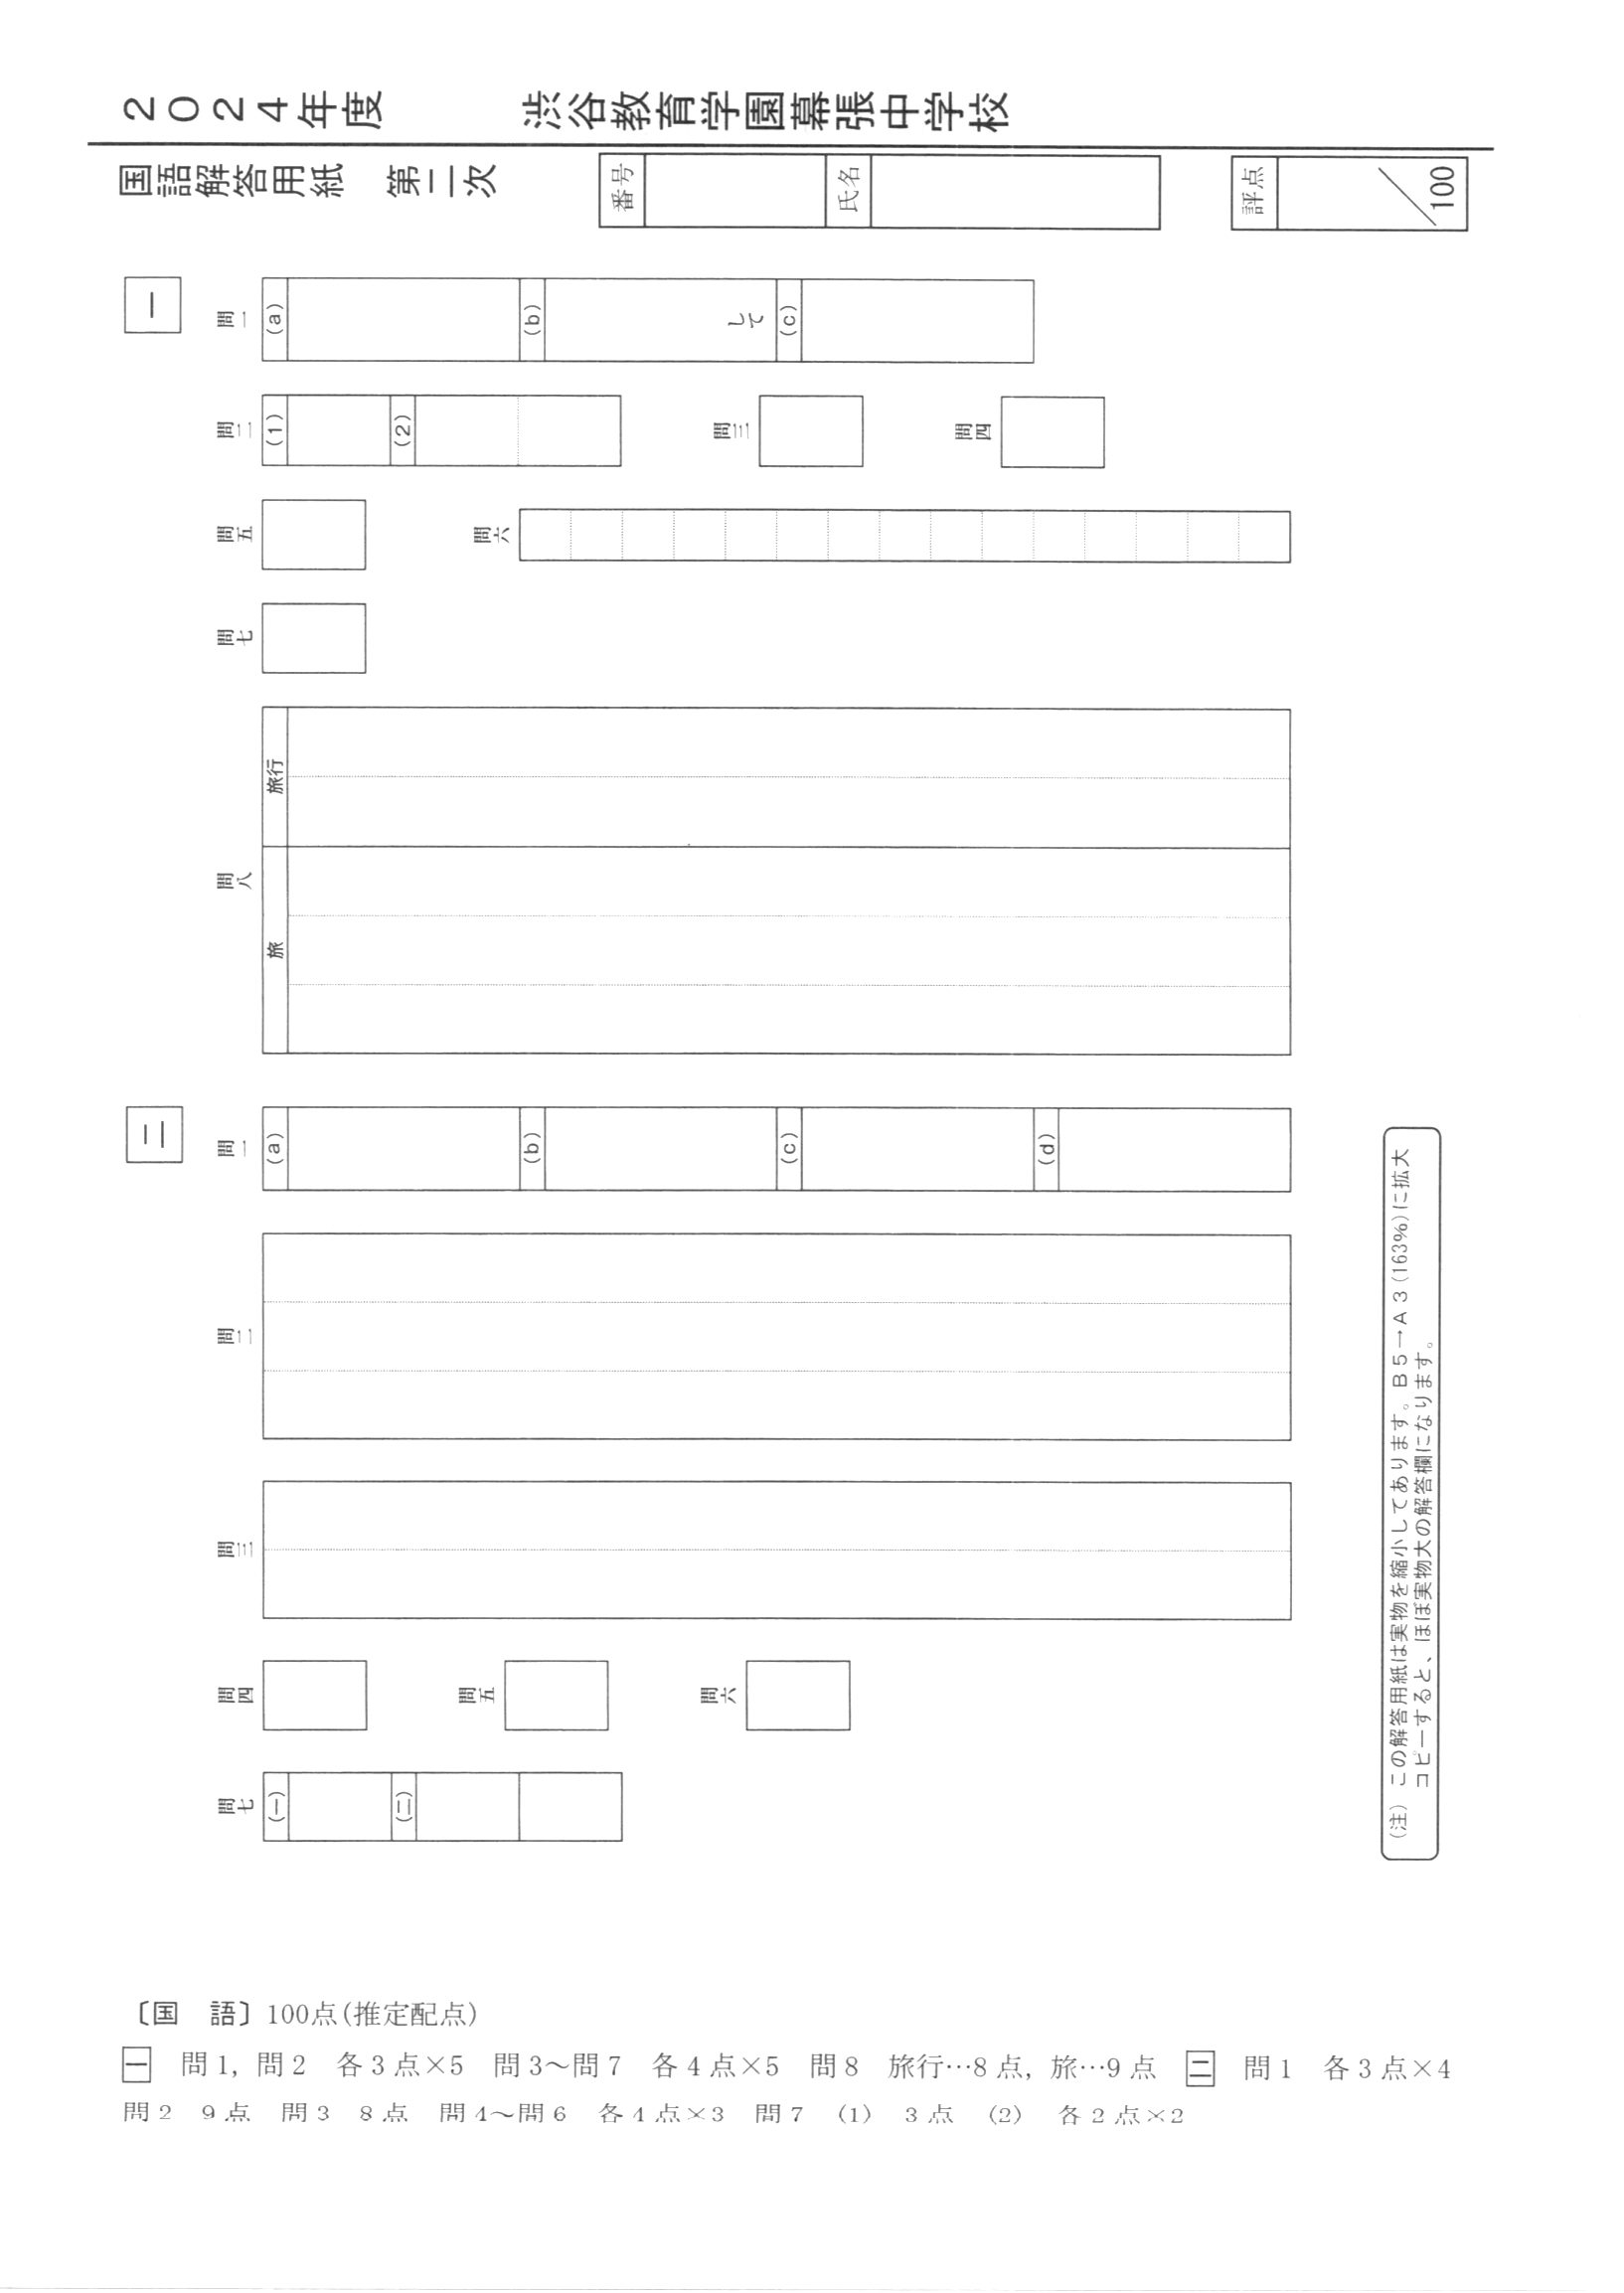 ２０２４年度　渋谷教育学園幕張中学校
国語解答用紙　第二次
番号
氏名
評点
／100
一
問一
(a)
(b)
して
(c)
問二
(1)
(2)
問三
問四
問五
問六
問七
問八
旅行
旅
二
問一
(a)
(b)
(c)
(d)
問二
問三
問四
問五
問六
問七
(一)
(二)
(注)　この解答用紙は実物を縮小してあります。Ｂ５→Ａ３(163%)に拡大
コピーすると、ほぼ実物大の解答欄になります。
〔国　語〕100点(推定配点)
一　問1，問2　各3点×5　問3～問7　各4点×5　問8　旅行…8点，旅…9点　二　問1　各3点×4
問2　9点　問3　8点　問4～問6　各4点×3　問7　(1)　3点　(2)　各2点×2